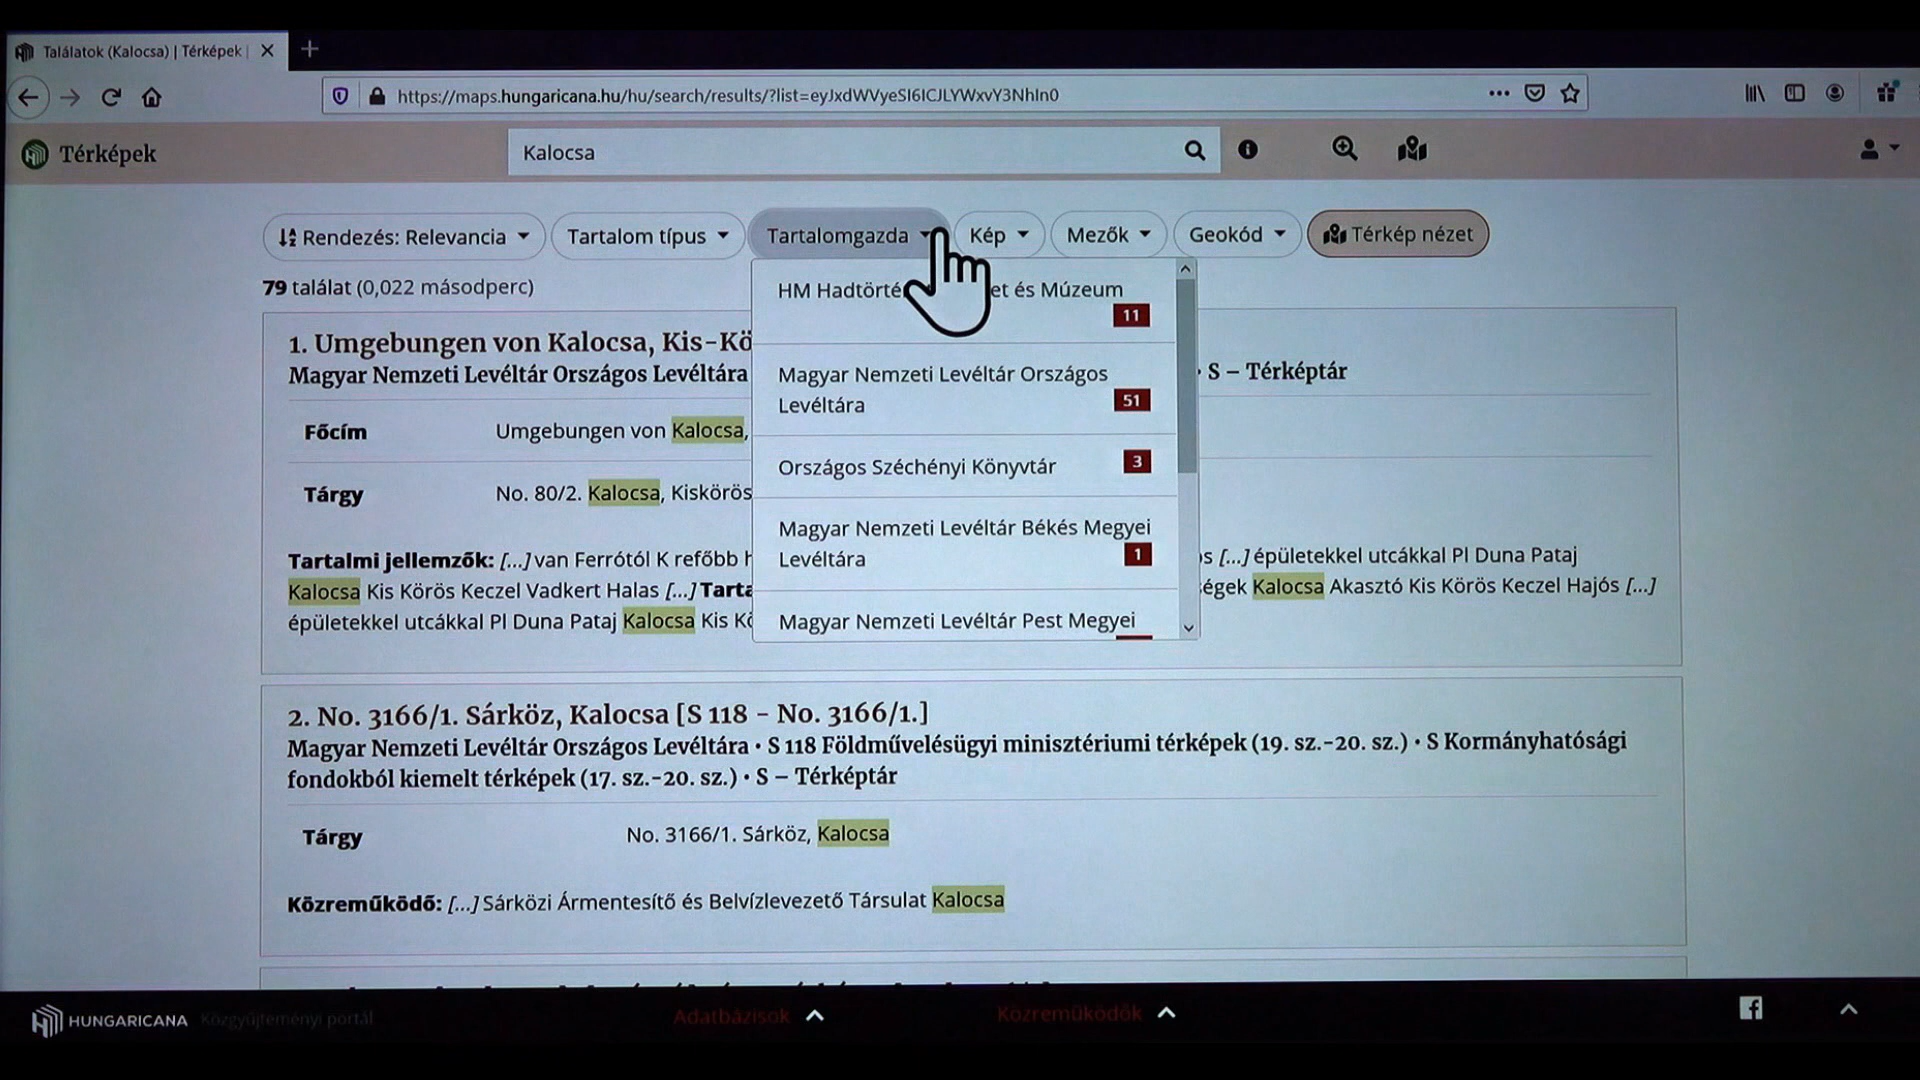 Találatok (Kalocsa) | Térképek |
https://maps.hungaricana.hu/hu/search/results/?list=eyJxdWVyeSI6ICJLYWxvY3NhIn0
Térképek
Kalocsa
Rendezés: Relevancia
Tartalom típus
Tartalomgazda
Kép
Mezők
Geokód
Térkép nézet
79 találat (0,022 másodperc)
HM Hadtörté et és Múzeum
11
Magyar Nemzeti Levéltár Országos
Levéltára
51
Országos Széchényi Könyvtár
3
Magyar Nemzeti Levéltár Békés Megyei
Levéltára
1
Magyar Nemzeti Levéltár Pest Megyei
1. Umgebungen von Kalocsa, Kis-Kö
Magyar Nemzeti Levéltár Országos Levéltára • S – Térképtár
Főcím Umgebungen von Kalocsa,
Tárgy No. 80/2. Kalocsa, Kiskőrös
Tartalmi jellemzők: [...] van Ferrótól K refőbb h s [...] épületekkel utcákkal Pl Duna Pataj
Kalocsa Kis Körös Keczel Vadkert Halas [...] Tarta égek Kalocsa Akasztó Kis Körös Keczel Hajós [...]
épületekkel utcákkal Pl Duna Pataj Kalocsa Kis Kö
2. No. 3166/1. Sárköz, Kalocsa [S 118 - No. 3166/1.]
Magyar Nemzeti Levéltár Országos Levéltára • S 118 Földművelésügyi minisztériumi térképek (19. sz.-20. sz.) • S Kormányhatósági
fondokból kiemelt térképek (17. sz.-20. sz.) • S – Térképtár
Tárgy No. 3166/1. Sárköz, Kalocsa
Közreműködő: [...] Sárközi Ármentesítő és Belvízlevezető Társulat Kalocsa
HUNGARICANA Közgyűjteményi portál
Adatbázisok
Közreműködők